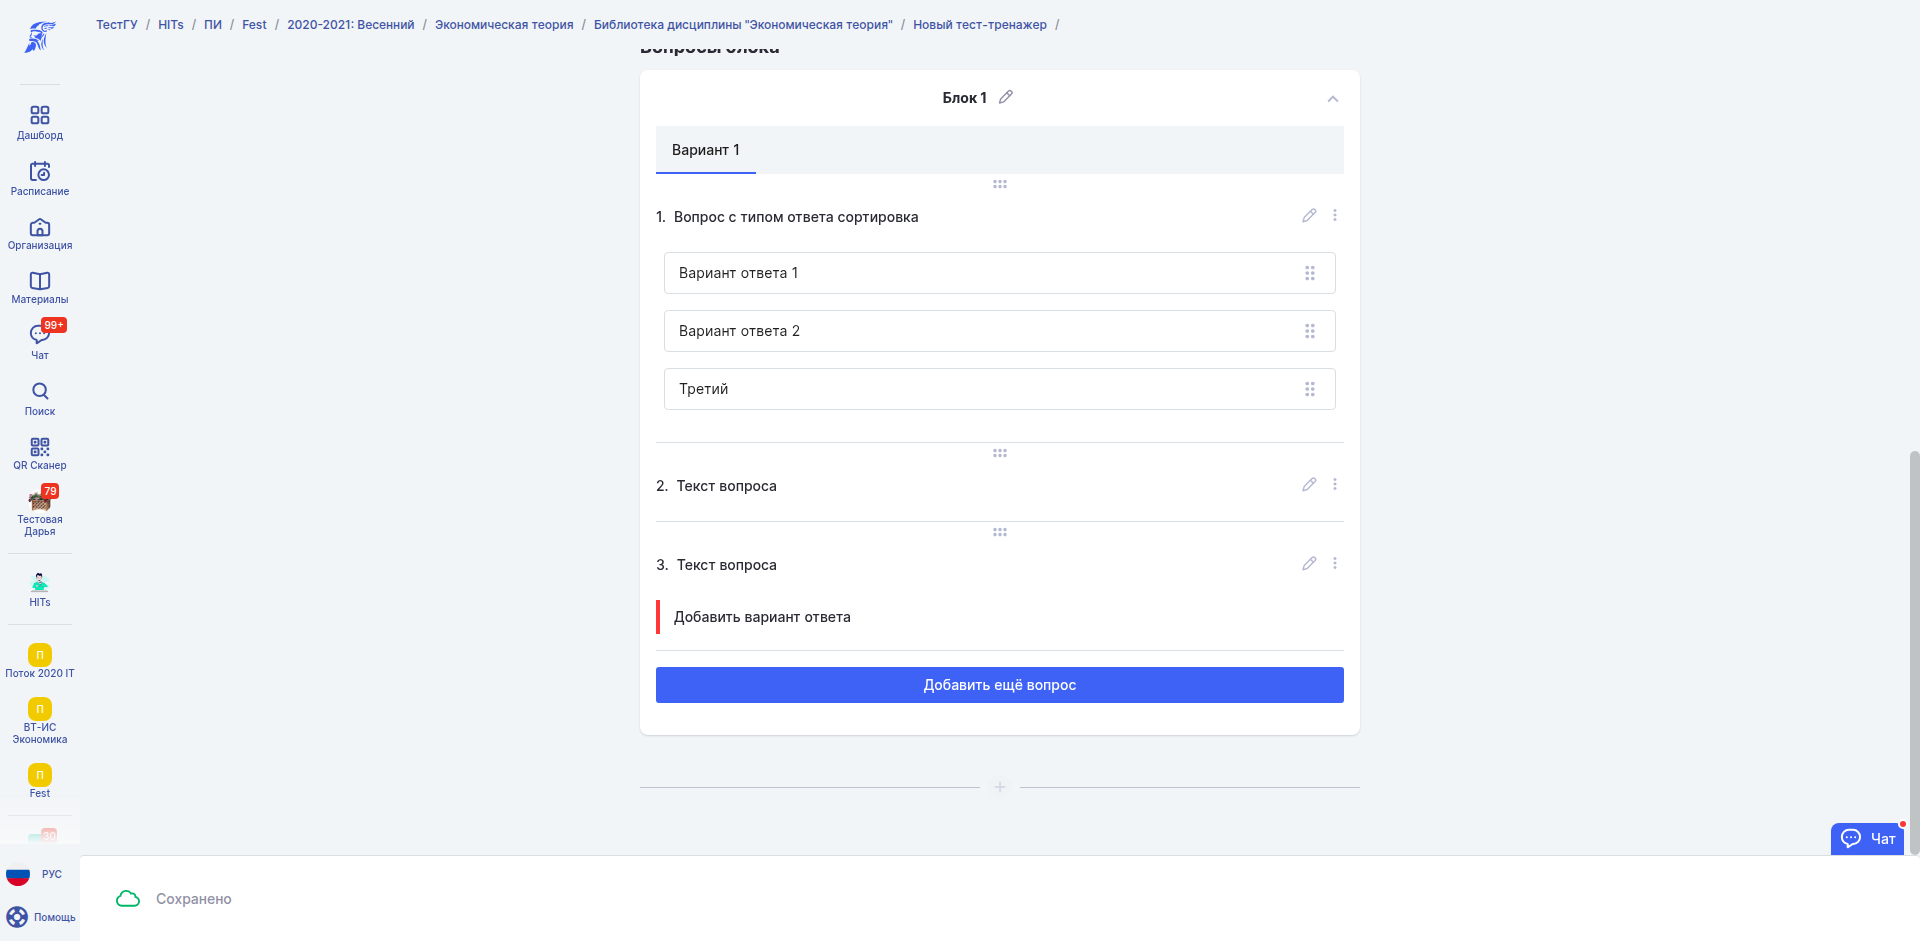 ТестГУ / HITs / ПИ / Fest / 2020-2021: Весенний / Экономическая теория / Библиотека дисциплины "Экономическая теория" / Новый тест-тренажер /
Дашборд
Расписание
Организация
Материалы
99+
Чат
Поиск
QR Сканер
79
Тестовая
Дарья
HITs
П
Поток 2020 IT
П
ВТ-ИС
Экономика
П
Fest
30
РУС
Помощь
Вопросы блока
Блок 1
Вариант 1
1. Вопрос с типом ответа сортировка
Вариант ответа 1
Вариант ответа 2
Третий
2. Текст вопроса
3. Текст вопроса
Добавить вариант ответа
Добавить ещё вопрос
Чат
Сохранено